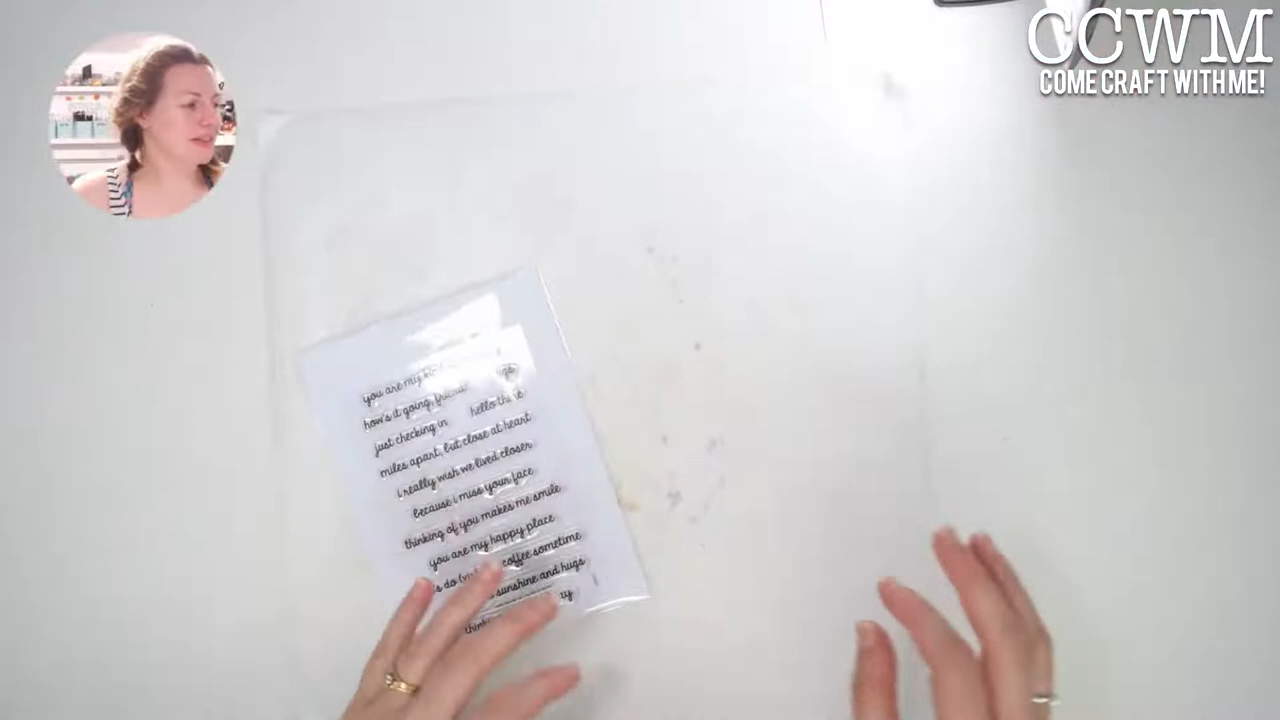 CCWM
COME CRAFT WITH ME!
you are my
how's it going, friend
hello there
just checking in
miles apart, but close at heart
i really wish we lived closer
because i miss your face
thinking of you makes me smile
you are my happy place
do coffee sometime
sunshine and hugs